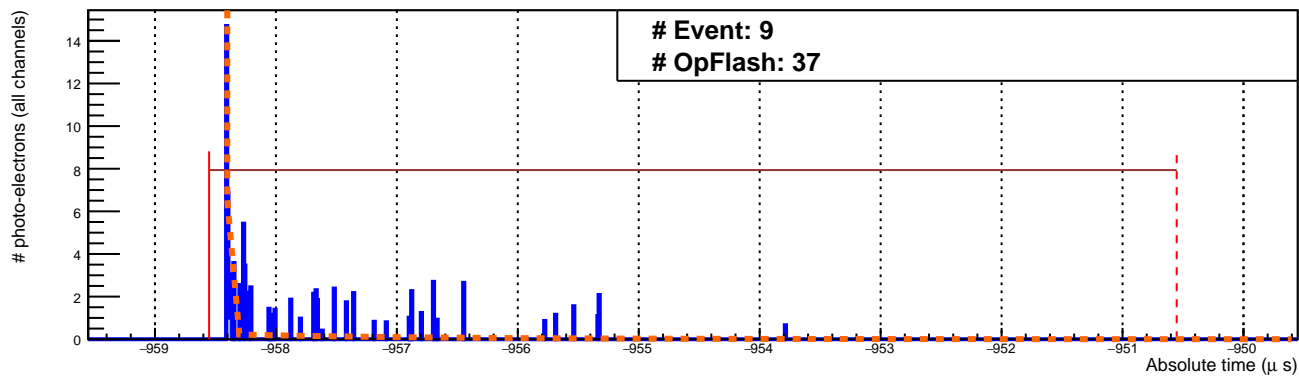 # Event: 9
# OpFlash: 37
# photo-electrons (all channels)
14
12
10
8
6
4
2
0
−959 −958 −957 −956 −955 −954 −953 −952 −951 −950
Absolute time (μ s)